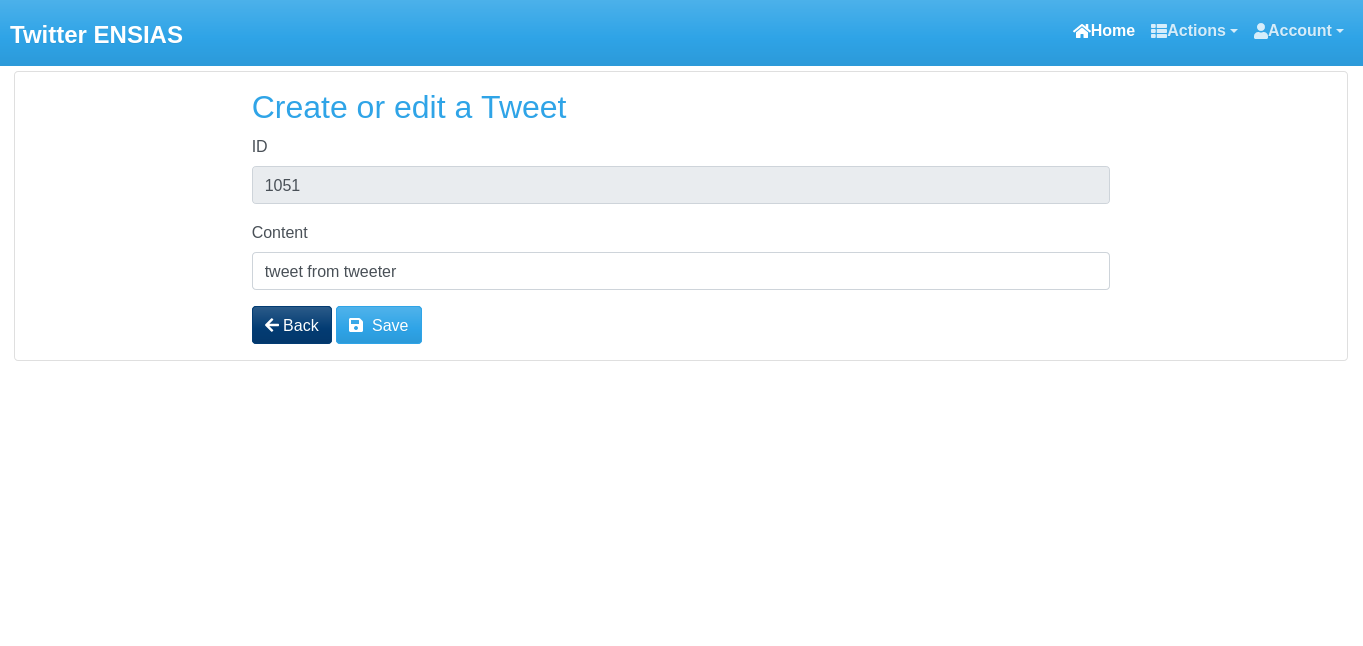 Twitter ENSIAS Home Actions Account
Create or edit a Tweet
ID
1051
Content
tweet from tweeter
Back Save